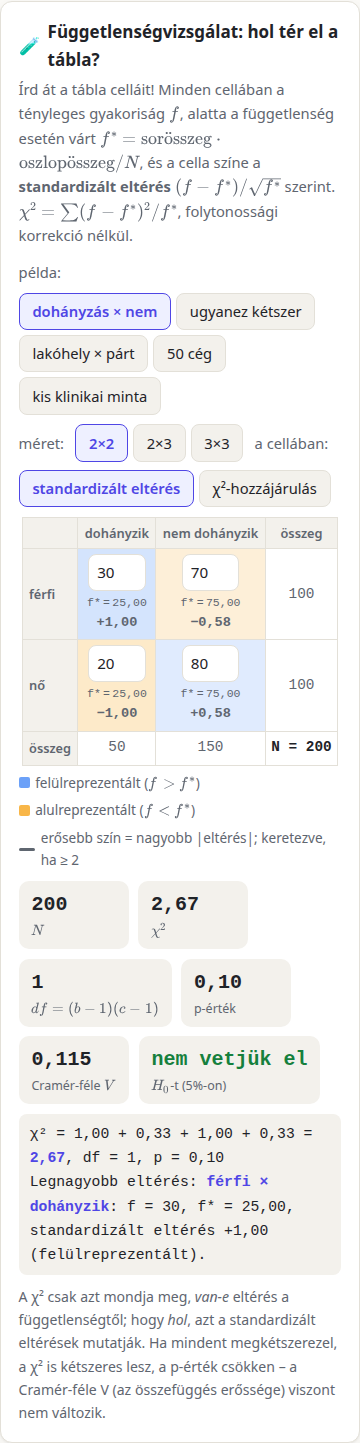 🧪 Függetlenségvizsgálat: hol tér el a
tábla?
Írd át a tábla celláit! Minden cellában a
tényleges gyakoriság f, alatta a függetlenség
esetén várt f* = sorösszeg ·
oszlopösszeg/N, és a cella színe a
standardizált eltérés (f − f*)/√f* szerint.
χ² = ∑(f − f*)²/f*, folytonossági
korrekció nélkül.
példa:
dohányzás × nem ugyanez kétszer
lakóhely × párt 50 cég
kis klinikai minta
méret: 2×2 2×3 3×3 a cellában:
standardizált eltérés χ²-hozzájárulás
dohányzik nem dohányzik összeg
férfi 30 70 100
f* = 25,00 f* = 75,00
+1,00 −0,58
nő 20 80 100
f* = 25,00 f* = 75,00
−1,00 +0,58
összeg 50 150 N = 200
felülreprezentált (f > f*)
alulreprezentált (f < f*)
erősebb szín = nagyobb |eltérés|; keretezve,
ha ≥ 2
200 2,67
N χ²
1 0,10
df = (b − 1)(c − 1) p-érték
0,115 nem vetjük el
Cramér-féle V H₀-t (5%-on)
χ² = 1,00 + 0,33 + 1,00 + 0,33 =
2,67, df = 1, p = 0,10
Legnagyobb eltérés: férfi ×
dohányzik: f = 30, f* = 25,00,
standardizált eltérés +1,00
(felülreprezentált).
A χ² csak azt mondja meg, van-e eltérés a
függetlenségtől; hogy hol, azt a standardizált
eltérések mutatják. Ha mindent megkétszerezel,
a χ² is kétszeres lesz, a p-érték csökken – a
Cramér-féle V (az összefüggés erőssége) viszont
nem változik.